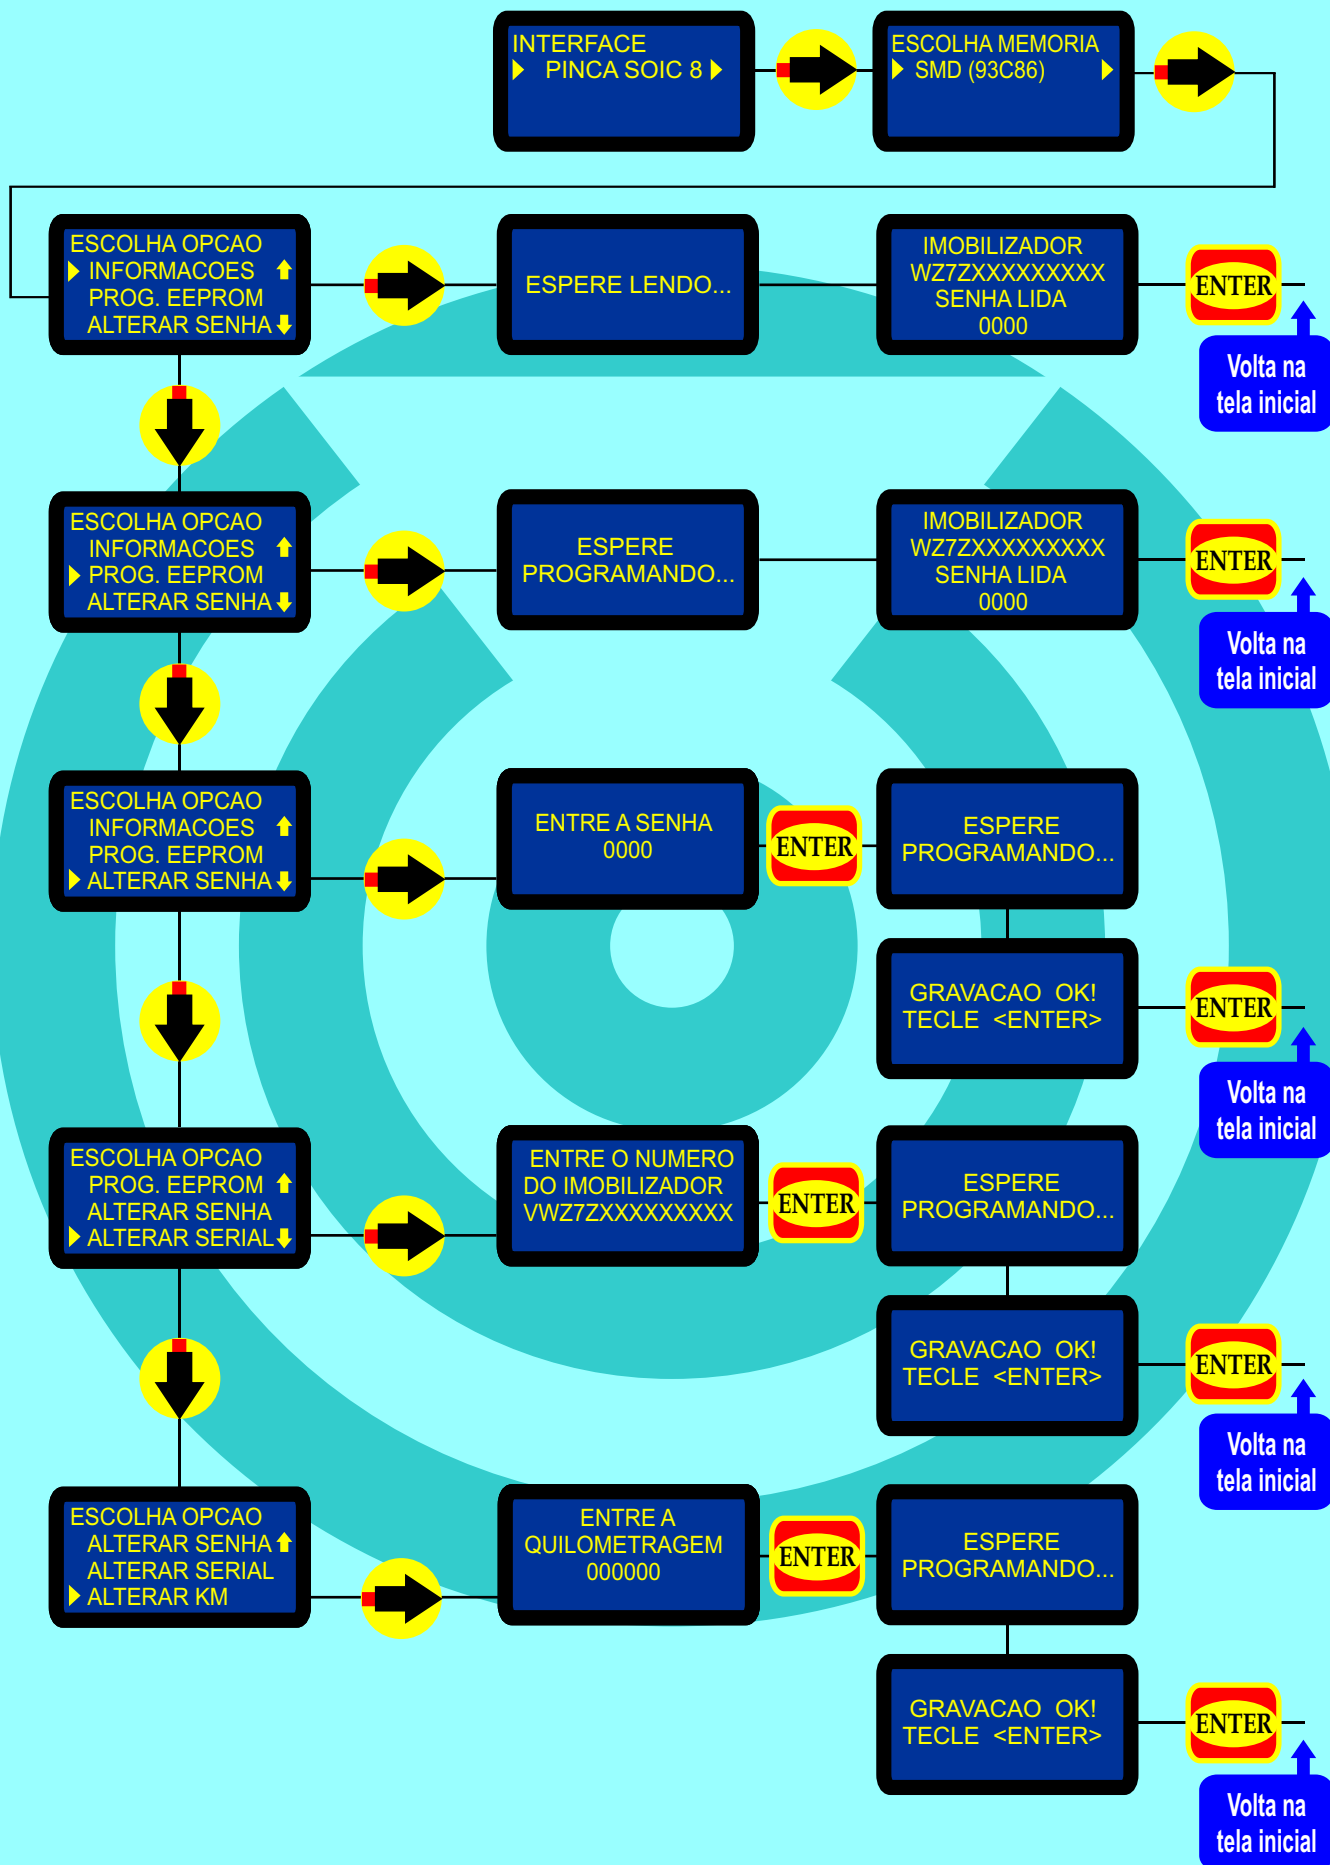 INTERFACE
PINCA SOIC 8
ESCOLHA MEMORIA
SMD (93C86)
ESCOLHA OPCAO
INFORMACOES
PROG. EEPROM
ALTERAR SENHA
ESPERE LENDO...
IMOBILIZADOR
WZ7ZXXXXXXXXX
SENHA LIDA
0000
ENTER
Volta na
tela inicial
ESCOLHA OPCAO
INFORMACOES
PROG. EEPROM
ALTERAR SENHA
ESPERE
PROGRAMANDO...
IMOBILIZADOR
WZ7ZXXXXXXXXX
SENHA LIDA
0000
ENTER
Volta na
tela inicial
ESCOLHA OPCAO
INFORMACOES
PROG. EEPROM
ALTERAR SENHA
ENTRE A SENHA
0000
ENTER
ESPERE
PROGRAMANDO...
GRAVACAO OK!
TECLE <ENTER>
ENTER
Volta na
tela inicial
ESCOLHA OPCAO
PROG. EEPROM
ALTERAR SENHA
ALTERAR SERIAL
ENTRE O NUMERO
DO IMOBILIZADOR
VWZ7ZXXXXXXXXX
ENTER
ESPERE
PROGRAMANDO...
GRAVACAO OK!
TECLE <ENTER>
ENTER
Volta na
tela inicial
ESCOLHA OPCAO
ALTERAR SENHA
ALTERAR SERIAL
ALTERAR KM
ENTRE A
QUILOMETRAGEM
000000
ENTER
ESPERE
PROGRAMANDO...
GRAVACAO OK!
TECLE <ENTER>
ENTER
Volta na
tela inicial